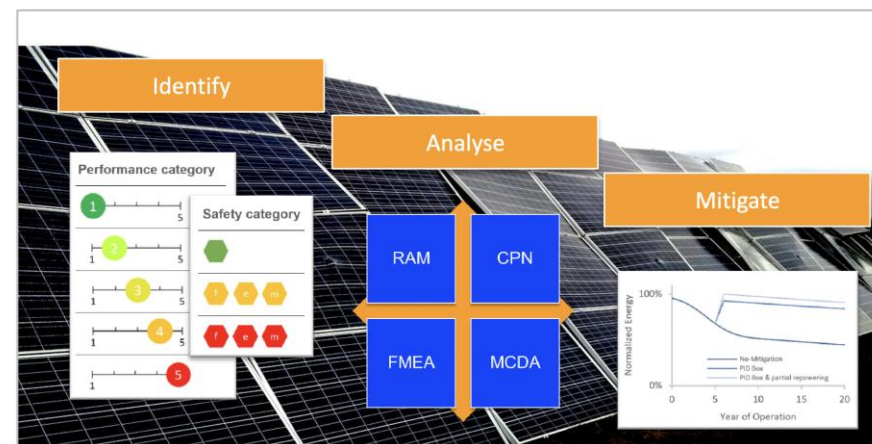 Identify
Analyse
Mitigate
Performance category
1
5
2
1
5
3
1
5
4
1
5
5
1
Safety category
f e m
f e m
RAM
CPN
FMEA
MCDA
Normalized Energy
100%
0%
No-Mitigation
PID Box
PID Box & partial repowering
0 5 10 15 20
Year of Operation